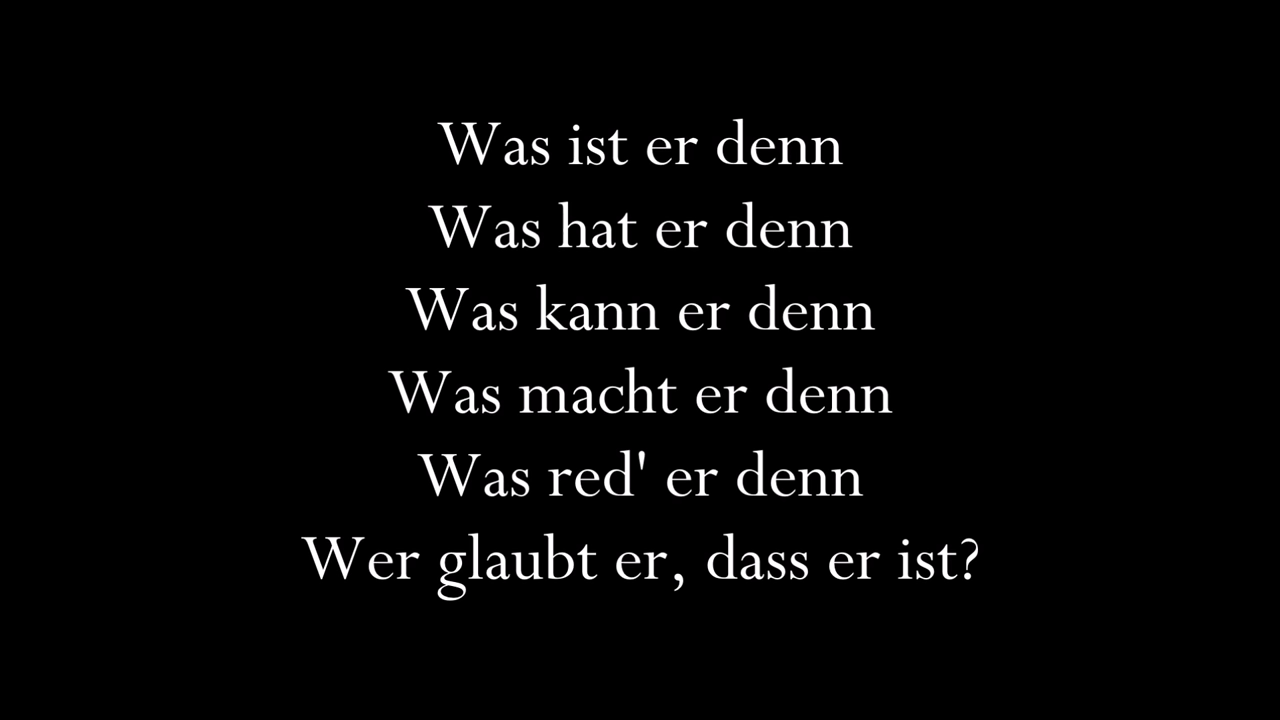 Was ist er denn
Was hat er denn
Was kann er denn
Was macht er denn
Was red' er denn
Wer glaubt er, dass er ist?